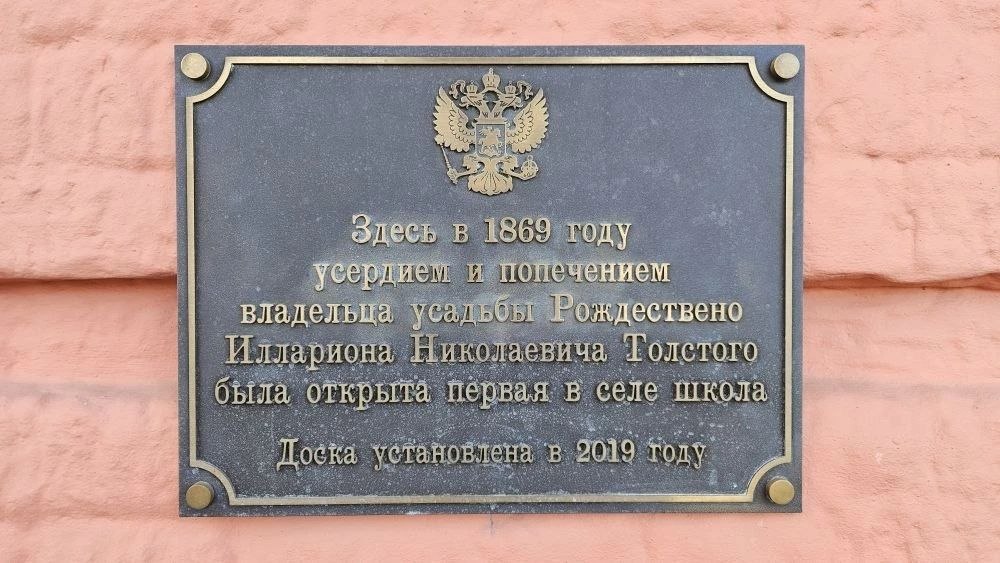 Здесь в 1869 году
усердием и попечением
владельца усадьбы Рождествено
Иллариона Николаевича Толстого
была открыта первая в селе школа
Доска установлена в 2019 году